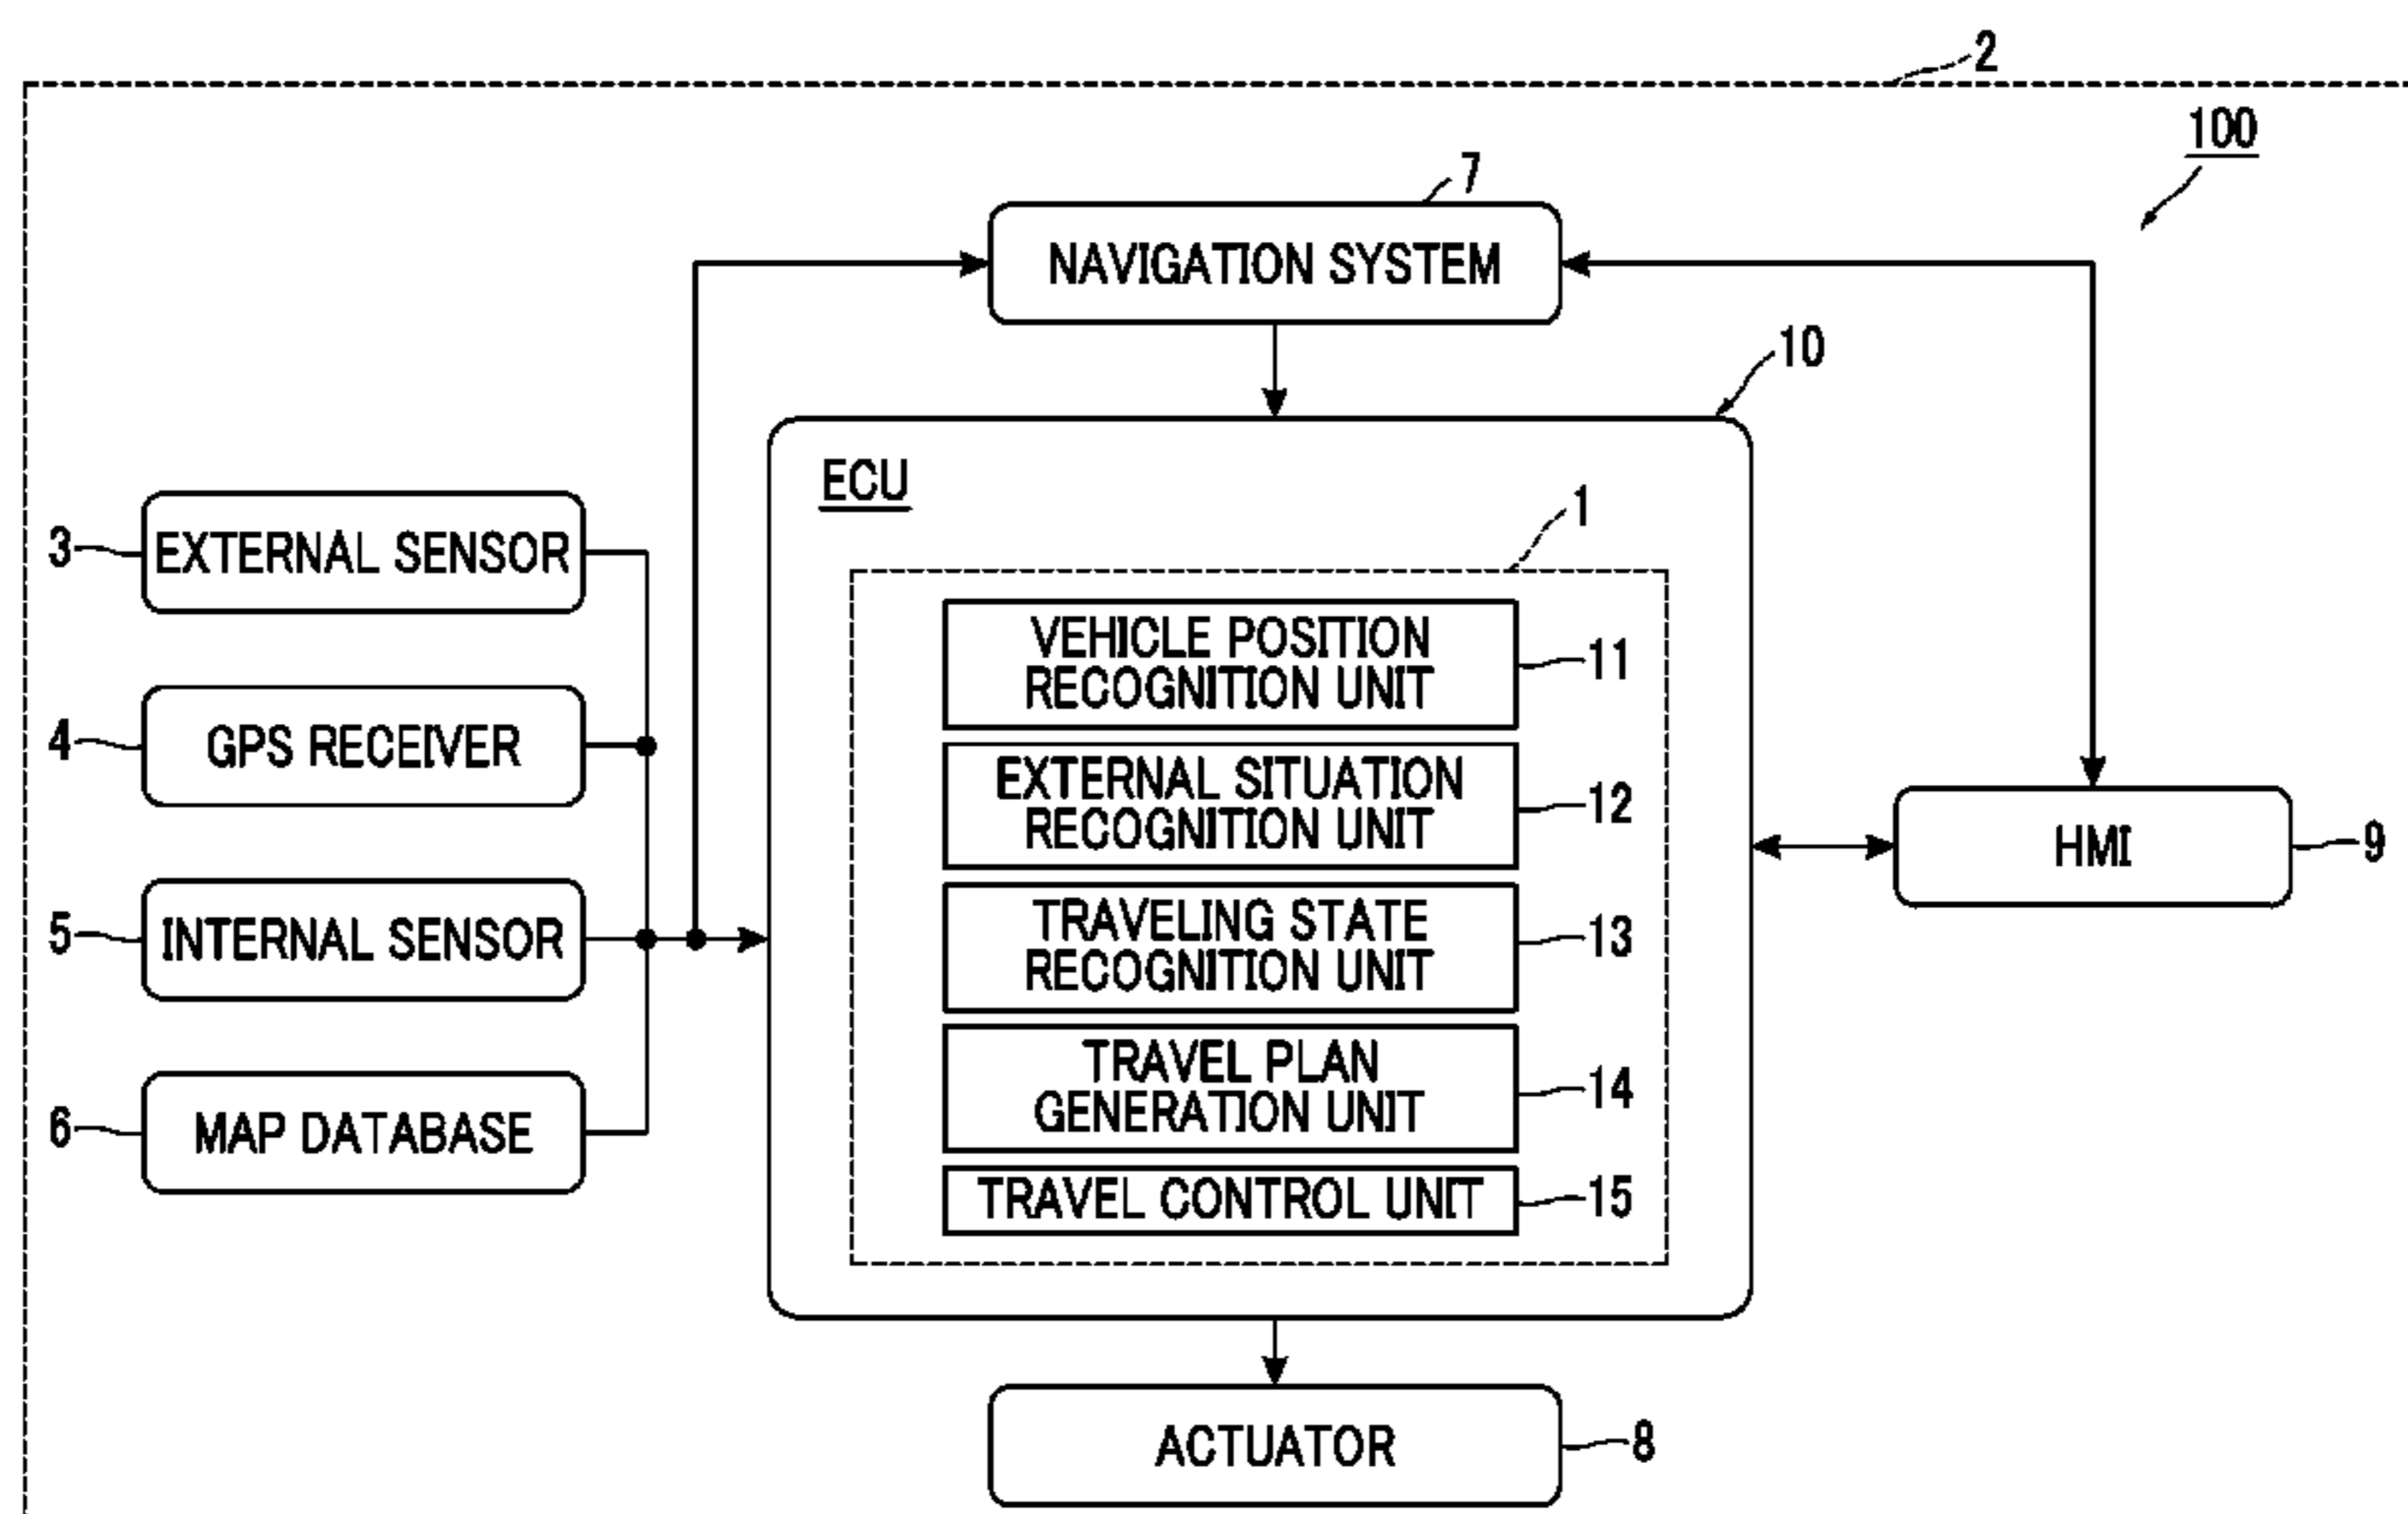 2
100
7
NAVIGATION SYSTEM
10
ECU
1
3
EXTERNAL SENSOR
VEHICLE POSITION
RECOGNITION UNIT
11
4
GPS RECEIVER
EXTERNAL SITUATION
RECOGNITION UNIT
12
HMI
9
5
INTERNAL SENSOR
TRAVELING STATE
RECOGNITION UNIT
13
6
MAP DATABASE
TRAVEL PLAN
GENERATION UNIT
14
TRAVEL CONTROL UNIT
15
ACTUATOR
8